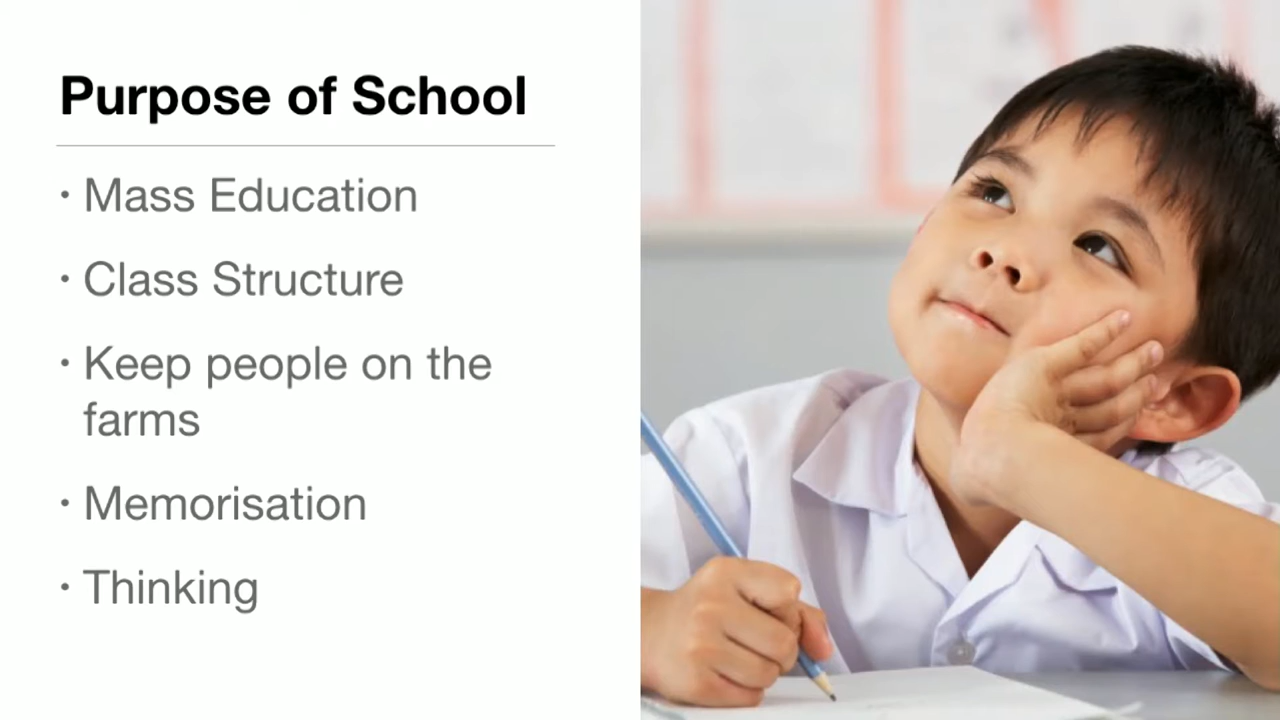 Purpose of School
· Mass Education
· Class Structure
· Keep people on the
farms
· Memorisation
· Thinking